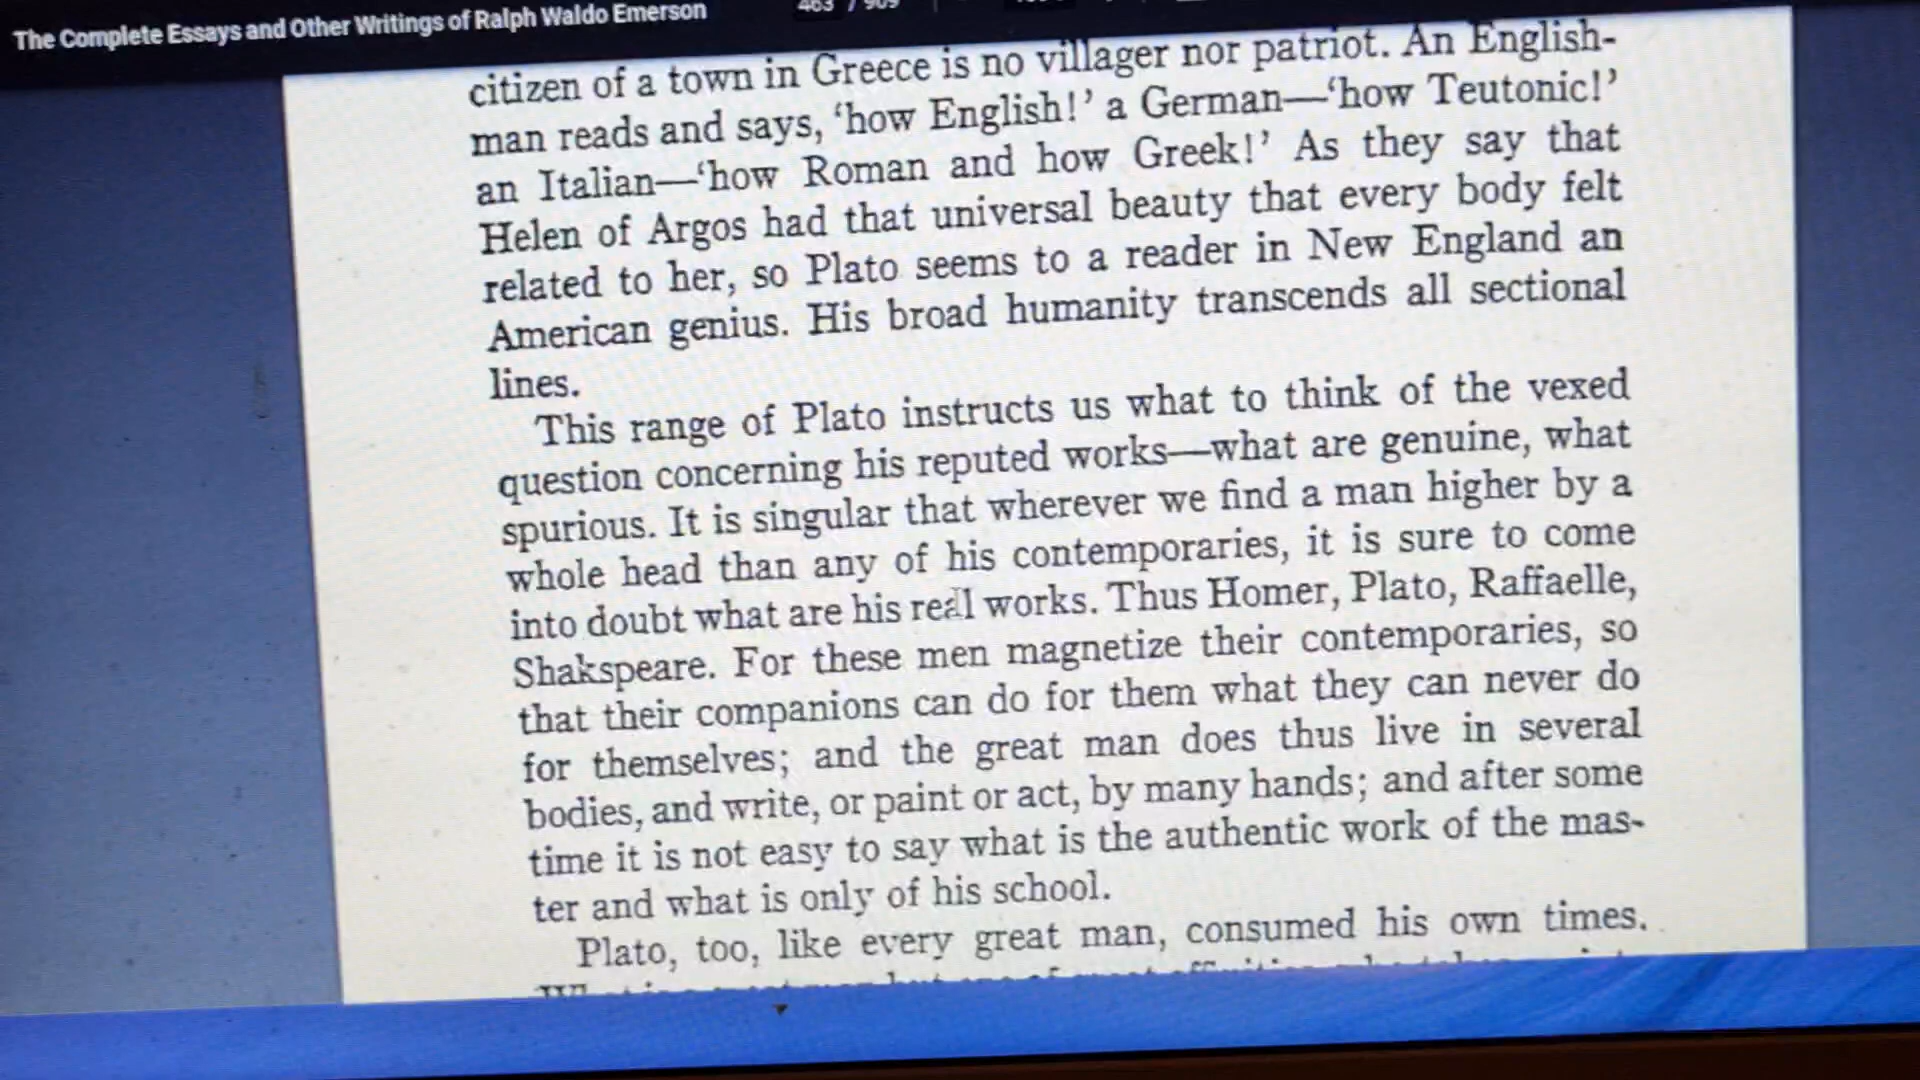 The Complete Essays and Other Writings of Ralph Waldo Emerson
463 / 909
citizen of a town in Greece is no villager nor patriot. An English-
man reads and says, ‘how English!’ a German—‘how Teutonic!’
an Italian—‘how Roman and how Greek!’ As they say that
Helen of Argos had that universal beauty that every body felt
related to her, so Plato seems to a reader in New England an
American genius. His broad humanity transcends all sectional
lines.
This range of Plato instructs us what to think of the vexed
question concerning his reputed works—what are genuine, what
spurious. It is singular that wherever we find a man higher by a
whole head than any of his contemporaries, it is sure to come
into doubt what are his real works. Thus Homer, Plato, Raffaelle,
Shakspeare. For these men magnetize their contemporaries, so
that their companions can do for them what they can never do
for themselves; and the great man does thus live in several
bodies, and write, or paint or act, by many hands; and after some
time it is not easy to say what is the authentic work of the mas-
ter and what is only of his school.
Plato, too, like every great man, consumed his own times.